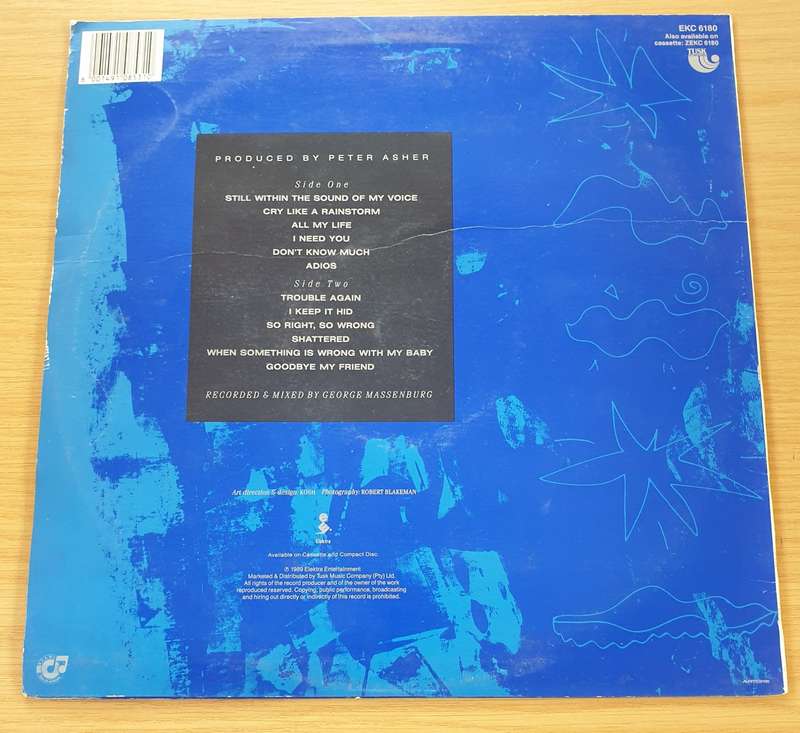 EKC 6180
Also available on
cassette: ZEKC 6180
TUSK
PRODUCED BY PETER ASHER
Side One
STILL WITHIN THE SOUND OF MY VOICE
CRY LIKE A RAINSTORM
ALL MY LIFE
I NEED YOU
DON'T KNOW MUCH
ADIOS
Side Two
TROUBLE AGAIN
I KEEP IT HID
SO RIGHT, SO WRONG
SHATTERED
WHEN SOMETHING IS WRONG WITH MY BABY
GOODBYE MY FRIEND
RECORDED & MIXED BY GEORGE MASSENBURG
Art direction & design: KOSH Photography: ROBERT BLAKEMAN
Elektra
Available on Cassette and Compact Disc.
℗ 1989 Elektra Entertainment
Marketed & Distributed by Tusk Music Company (Pty) Ltd.
All rights of the record producer and of the owner of the work
reproduced reserved. Copying, public performance, broadcasting
and hiring out directly or indirectly of this record is prohibited.